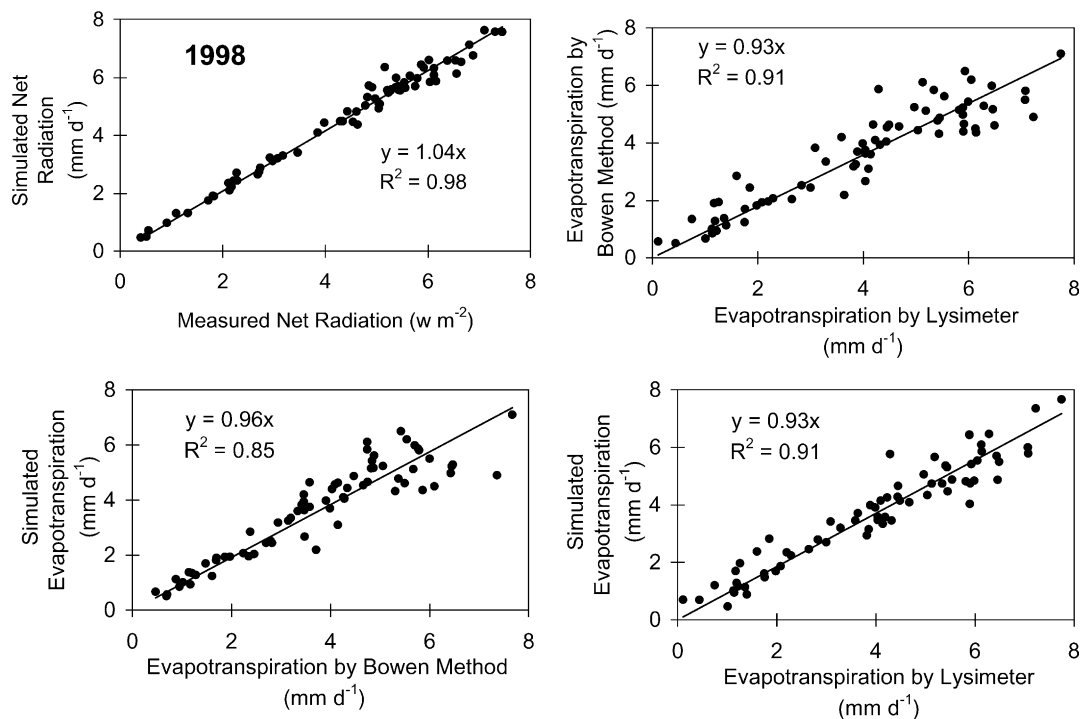 8
6
4
2
0
Simulated Net
Radiation
(mm d⁻¹)
1998
y = 1.04x
R² = 0.98
0 2 4 6 8
Measured Net Radiation (w m⁻²)
8
6
4
2
0
Evapotranspiration by
Bowen Method (mm d⁻¹)
y = 0.93x
R² = 0.91
0 2 4 6 8
Evapotranspiration by Lysimeter
(mm d⁻¹)
8
6
4
2
0
Simulated
Evapotranspiration
(mm d⁻¹)
y = 0.96x
R² = 0.85
0 2 4 6 8
Evapotranspiration by Bowen Method
(mm d⁻¹)
8
6
4
2
0
Simulated
Evapotranspiration
(mm d⁻¹)
y = 0.93x
R² = 0.91
0 2 4 6 8
Evapotranspiration by Lysimeter
(mm d⁻¹)